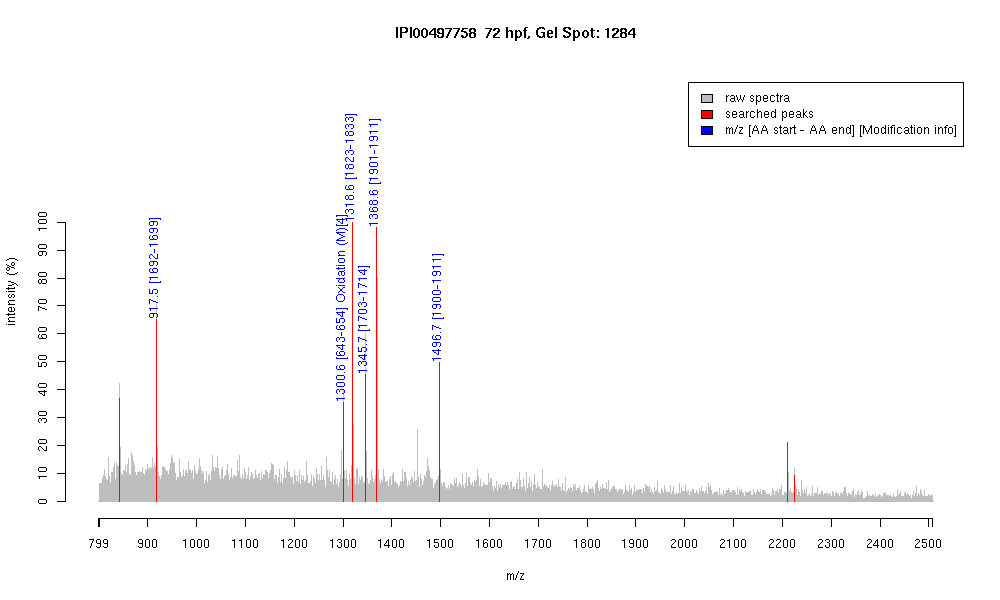 IPI00497758 72 hpf, Gel Spot: 1284
raw spectra
searched peaks
m/z [AA start - AA end] [Modification info]
917.5 [1692-1699]
1300.6 [643-654] Oxidation (M)[4]
1318.6 [1823-1833]
1345.7 [1703-1714]
1368.6 [1901-1911]
1496.7 [1900-1911]
intensity (%)
100
90
80
70
60
50
40
30
20
10
0
799 900 1000 1100 1200 1300 1400 1500 1600 1700 1800 1900 2000 2100 2200 2300 2400 2500
m/z